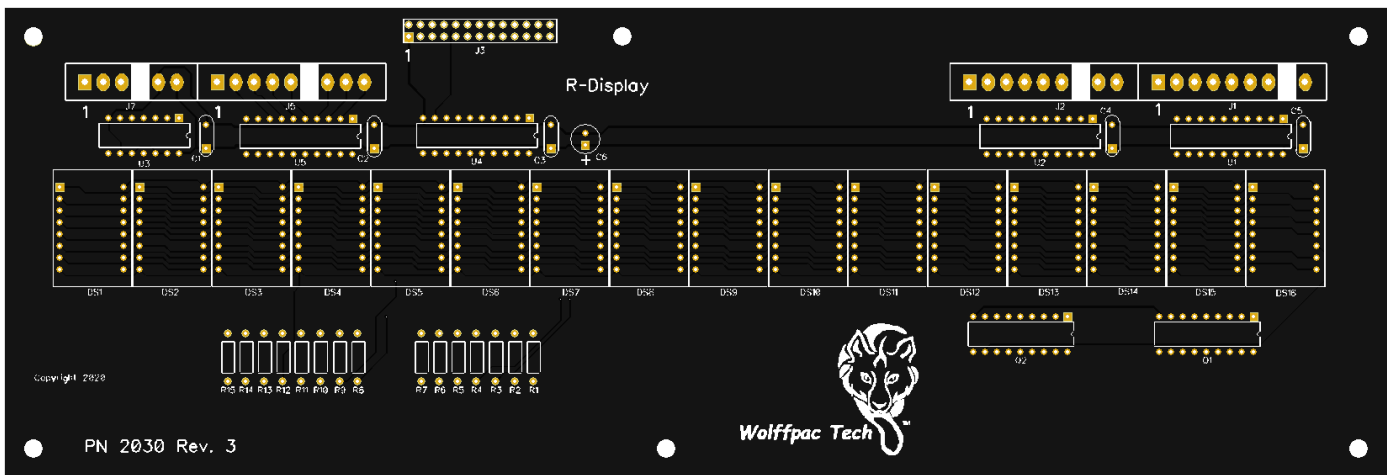 J3
1
R-Display
J7
J6
J2
C4
J1
C5
1
1
1
1
U3
C1
U5
C2
U4
C3
C6
+
U2
U1
DS1
DS2
DS3
DS4
DS5
DS6
DS7
DS8
DS9
DS10
DS11
DS12
DS13
DS14
DS15
DS16
Q2
Q1
Copyright 2020
R15 R14 R13 R12 R11 R10 R9 R8
R7 R6 R5 R4 R3 R2 R1
Wolffpac Tech
TM
PN 2030 Rev. 3